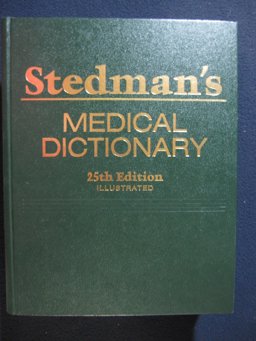 Stedman's
MEDICAL
DICTIONARY
25th Edition
ILLUSTRATED